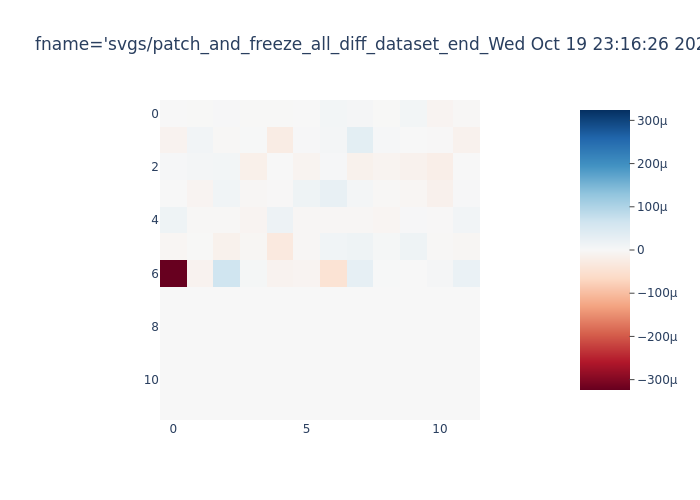 fname='svgs/patch_and_freeze_all_diff_dataset_end_Wed Oct 19 23:16:26 202
0
2
4
6
8
10
0
5
10
300μ
200μ
100μ
0
−100μ
−200μ
−300μ